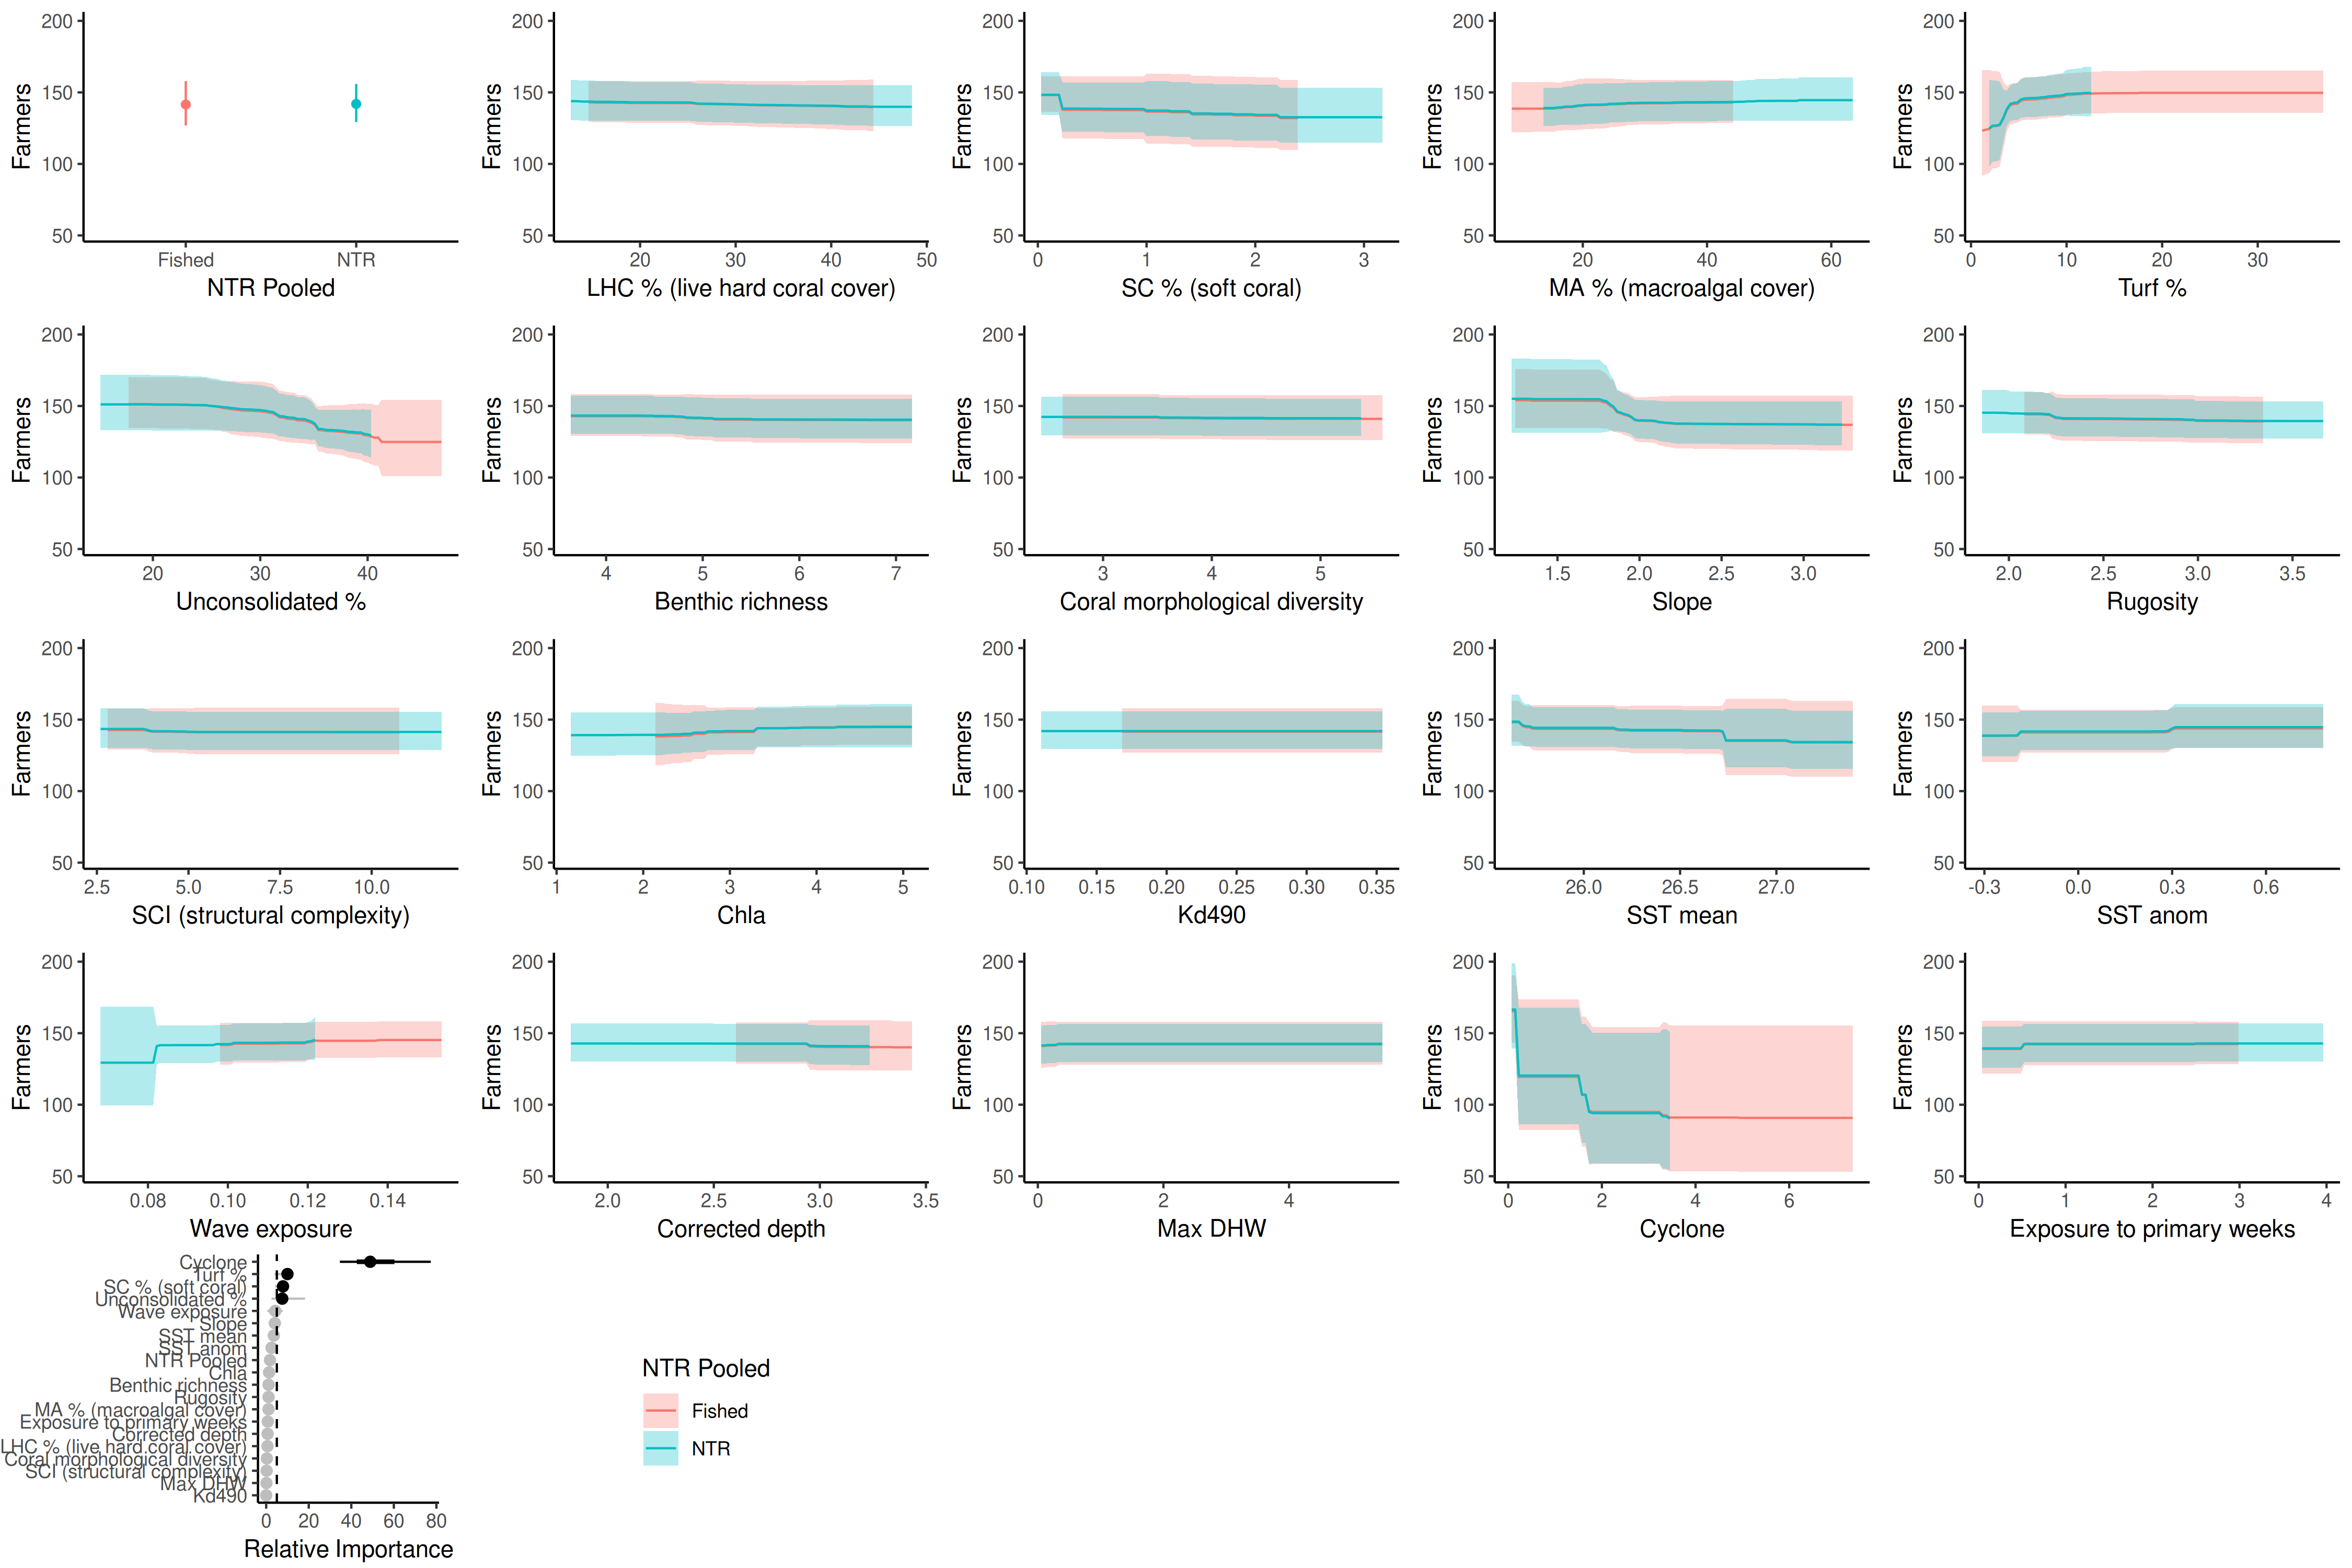 200
150
100
50
Farmers
Fished NTR
NTR Pooled
200
150
100
50
Farmers
20 30 40 50
LHC % (live hard coral cover)
200
150
100
50
Farmers
0 1 2 3
SC % (soft coral)
200
150
100
50
Farmers
20 40 60
MA % (macroalgal cover)
200
150
100
50
Farmers
0 10 20 30
Turf %
200
150
100
50
Farmers
20 30 40
Unconsolidated %
200
150
100
50
Farmers
4 5 6 7
Benthic richness
200
150
100
50
Farmers
3 4 5
Coral morphological diversity
200
150
100
50
Farmers
1.5 2.0 2.5 3.0
Slope
200
150
100
50
Farmers
2.0 2.5 3.0 3.5
Rugosity
200
150
100
50
Farmers
2.5 5.0 7.5 10.0
SCI (structural complexity)
200
150
100
50
Farmers
1 2 3 4 5
Chla
200
150
100
50
Farmers
0.10 0.15 0.20 0.25 0.30 0.35
Kd490
200
150
100
50
Farmers
26.0 26.5 27.0
SST mean
200
150
100
50
Farmers
-0.3 0.0 0.3 0.6
SST anom
200
150
100
50
Farmers
0.08 0.10 0.12 0.14
Wave exposure
200
150
100
50
Farmers
2.0 2.5 3.0 3.5
Corrected depth
200
150
100
50
Farmers
0 2 4
Max DHW
200
150
100
50
Farmers
0 2 4 6
Cyclone
200
150
100
50
Farmers
0 1 2 3 4
Exposure to primary weeks
Cyclone
Turf %
SC % (soft coral)
Unconsolidated %
Wave exposure
Slope
SST mean
SST anom
NTR Pooled
Chla
Benthic richness
Rugosity
MA % (macroalgal cover)
Exposure to primary weeks
Corrected depth
LHC % (live hard coral cover)
Coral morphological diversity
SCI (structural complexity)
Max DHW
Kd490
0 20 40 60 80
Relative Importance
NTR Pooled
Fished
NTR